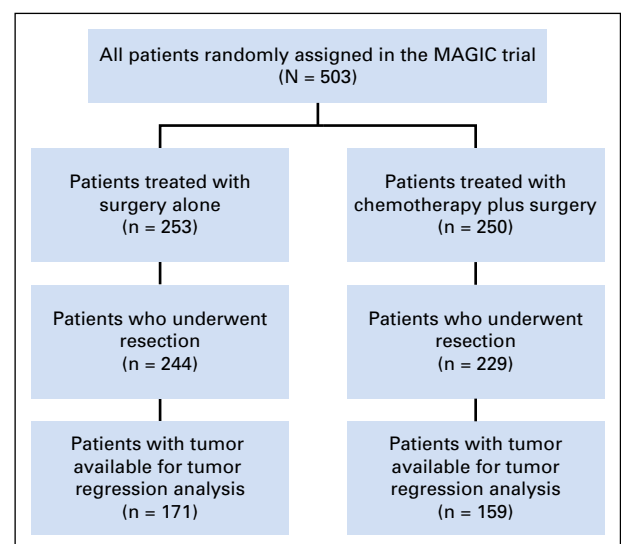 All patients randomly assigned in the MAGIC trial
(N = 503)
Patients treated with
surgery alone
(n = 253)
Patients treated with
chemotherapy plus surgery
(n = 250)
Patients who underwent
resection
(n = 244)
Patients who underwent
resection
(n = 229)
Patients with tumor
available for tumor
regression analysis
(n = 171)
Patients with tumor
available for tumor
regression analysis
(n = 159)